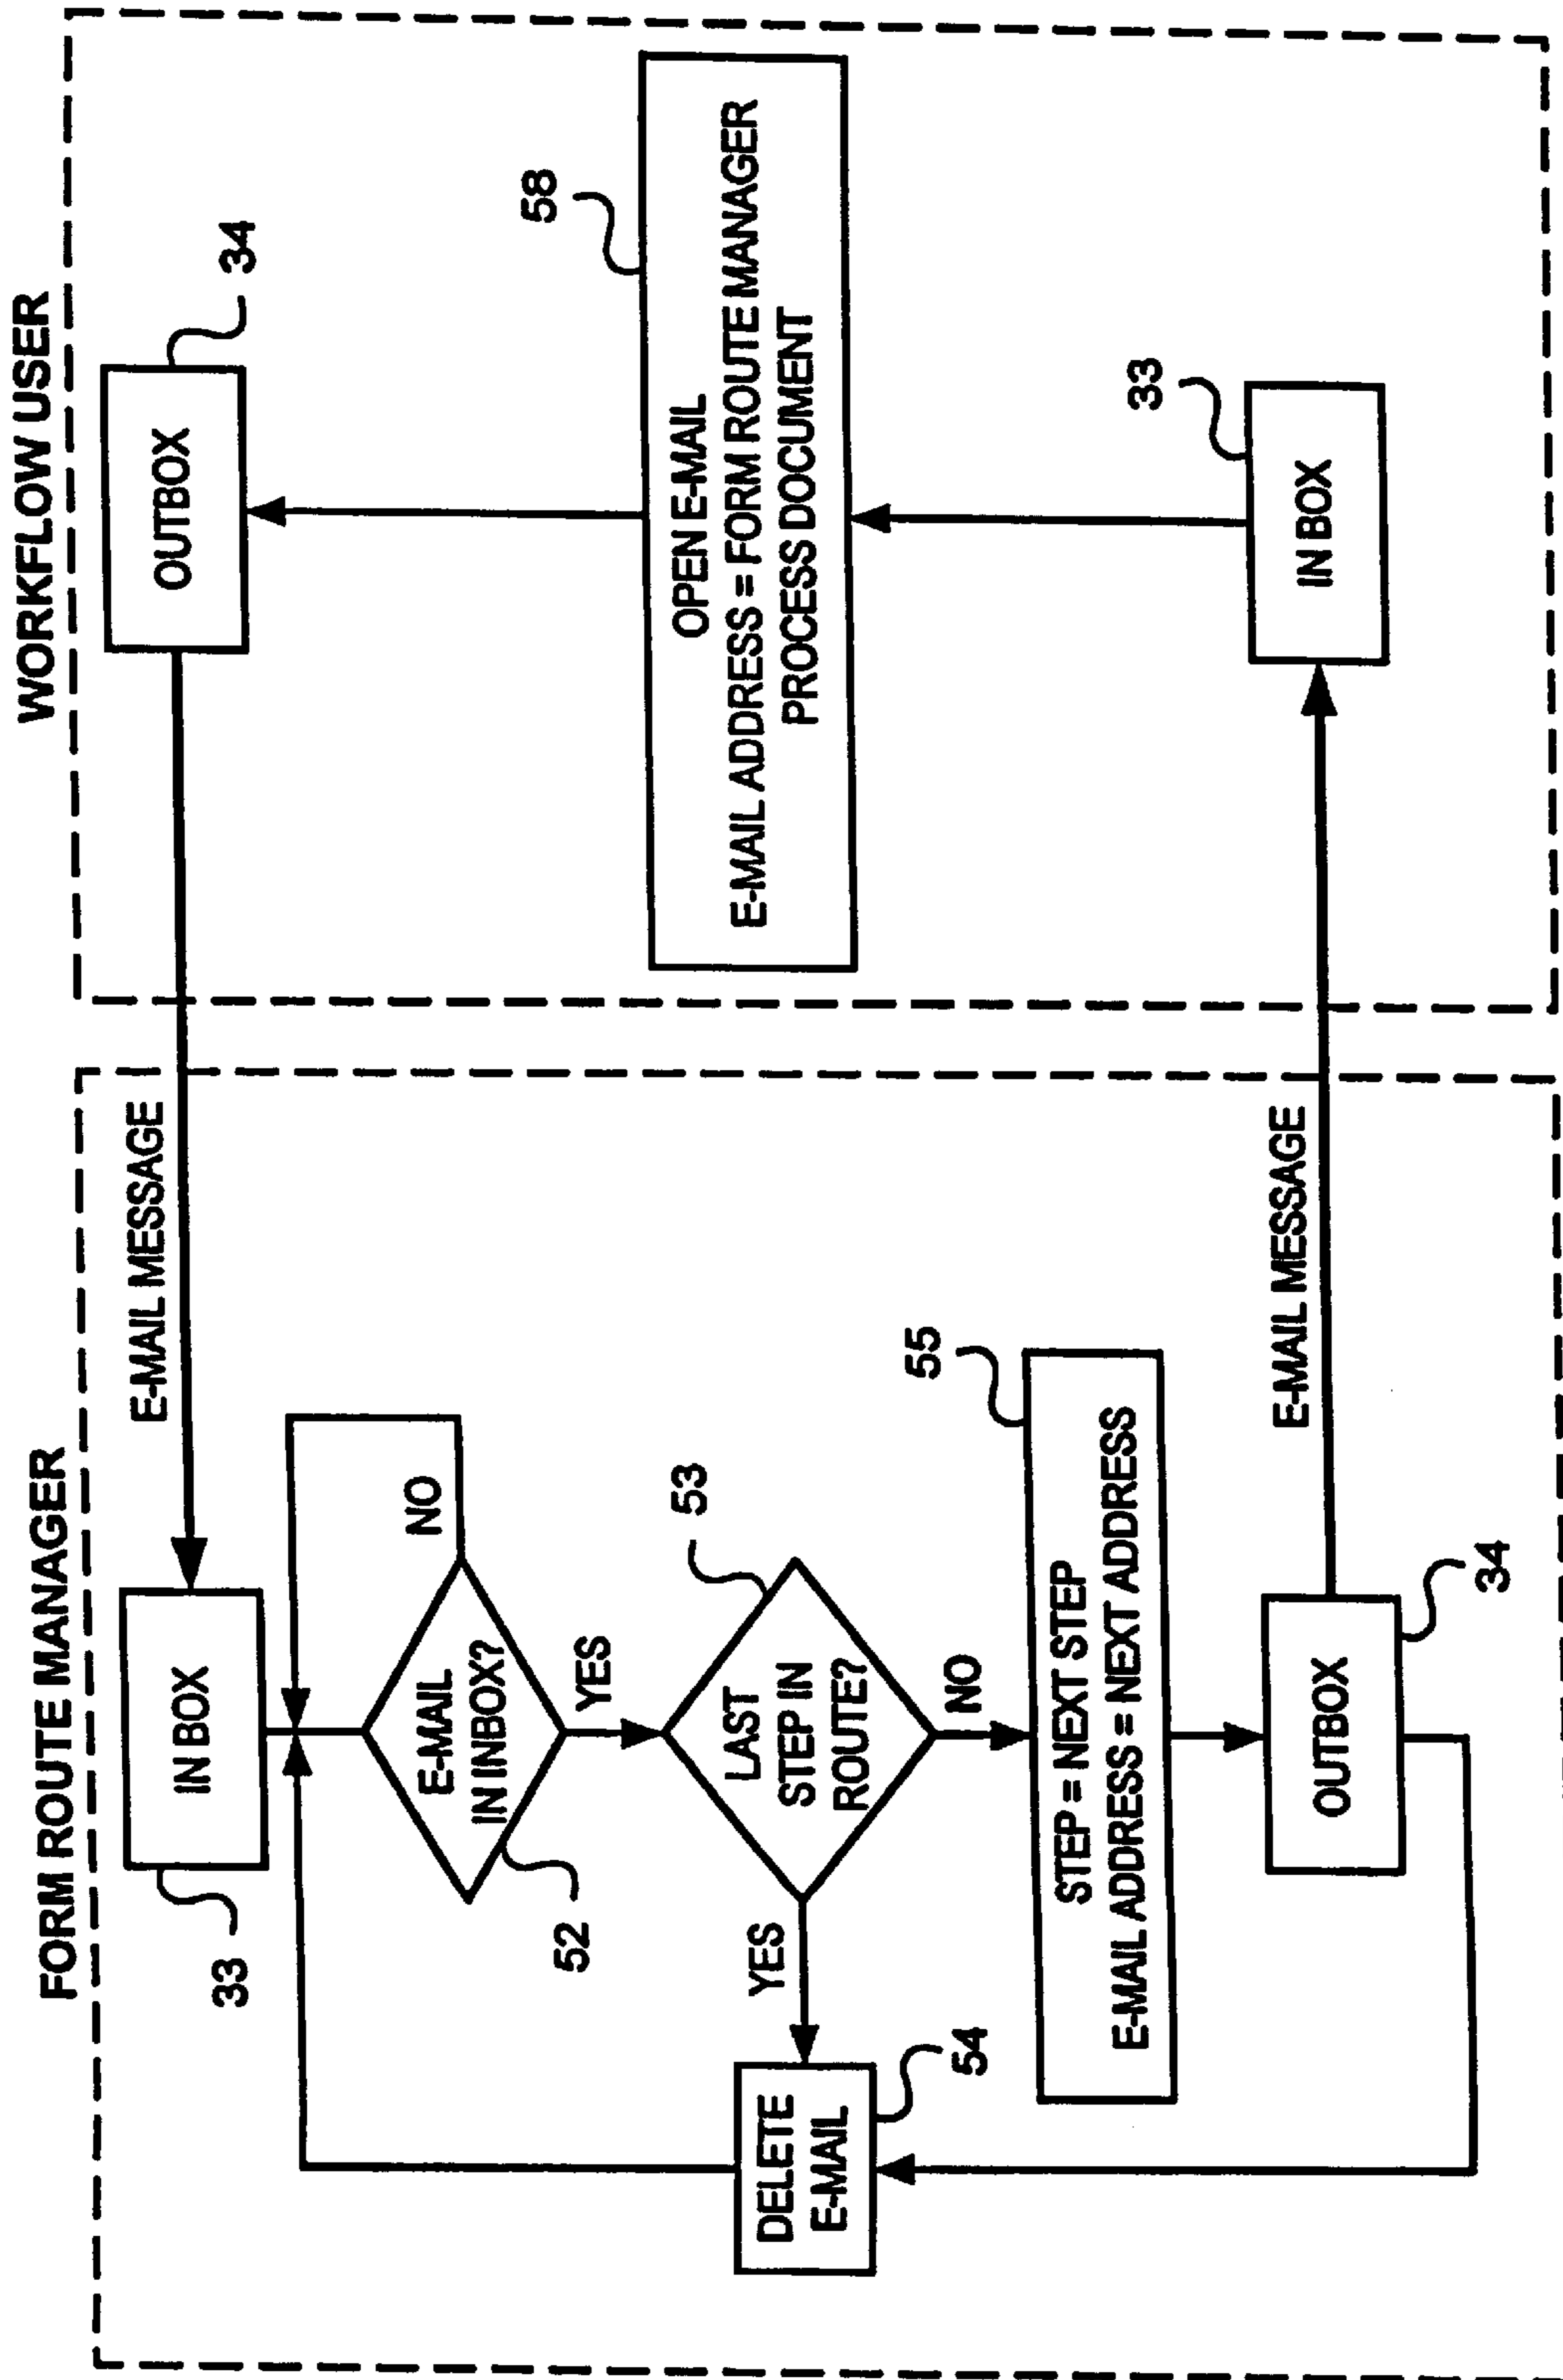 FORM ROUTE MANAGER
33
IN BOX
E-MAIL MESSAGE
NO
E-MAIL
IN INBOX?
52
YES
53
LAST
STEP IN
ROUTE?
YES
NO
DELETE
E-MAIL
54
55
STEP = NEXT STEP
E-MAIL ADDRESS = NEXT ADDRESS
OUTBOX
34
E-MAIL MESSAGE
WORKFLOW USER
OUTBOX
34
58
OPEN E-MAIL
E-MAIL ADDRESS = FORM ROUTE MANAGER
PROCESS DOCUMENT
33
IN BOX